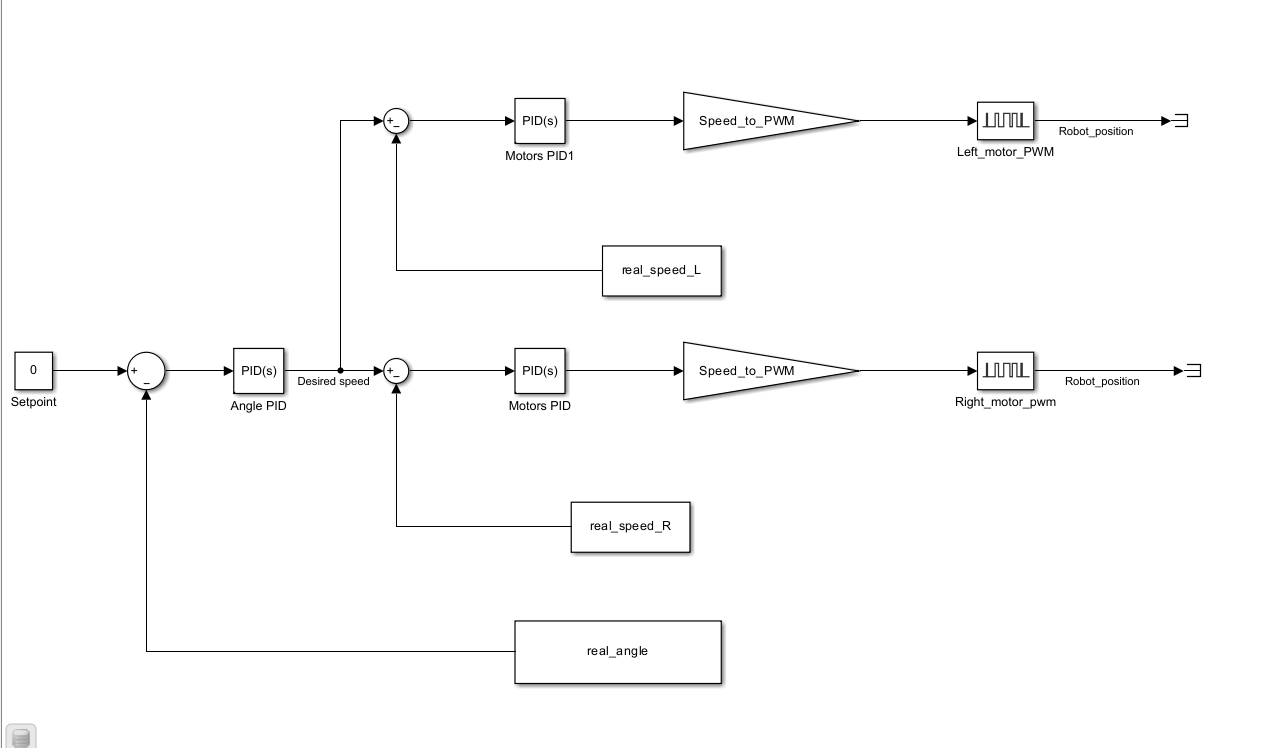 +
−
PID(s)
Speed_to_PWM
Robot_position
Motors PID1
Left_motor_PWM
real_speed_L
0
+
−
PID(s)
+
−
PID(s)
Speed_to_PWM
Desired speed
Robot_position
Setpoint
Angle PID
Motors PID
Right_motor_pwm
real_speed_R
real_angle